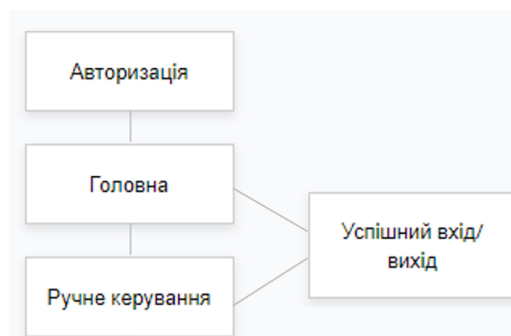 Авторизація
Головна
Успішний вхід/
вихід
Ручне керування